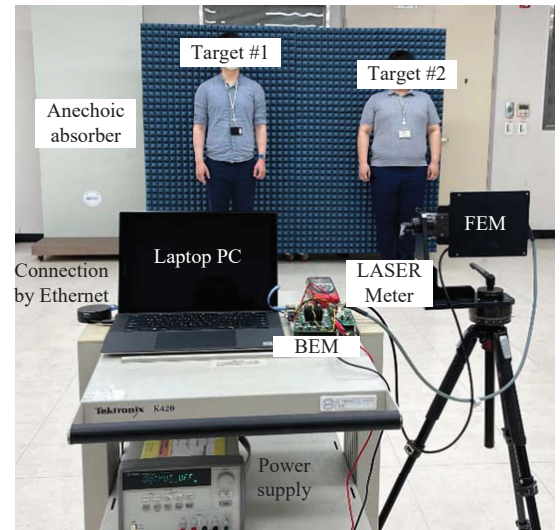 Target #1
Target #2
Anechoic
absorber
FEM
Laptop PC
Connection
by Ethernet
LASER
Meter
BEM
Tektronix K420
Power
supply